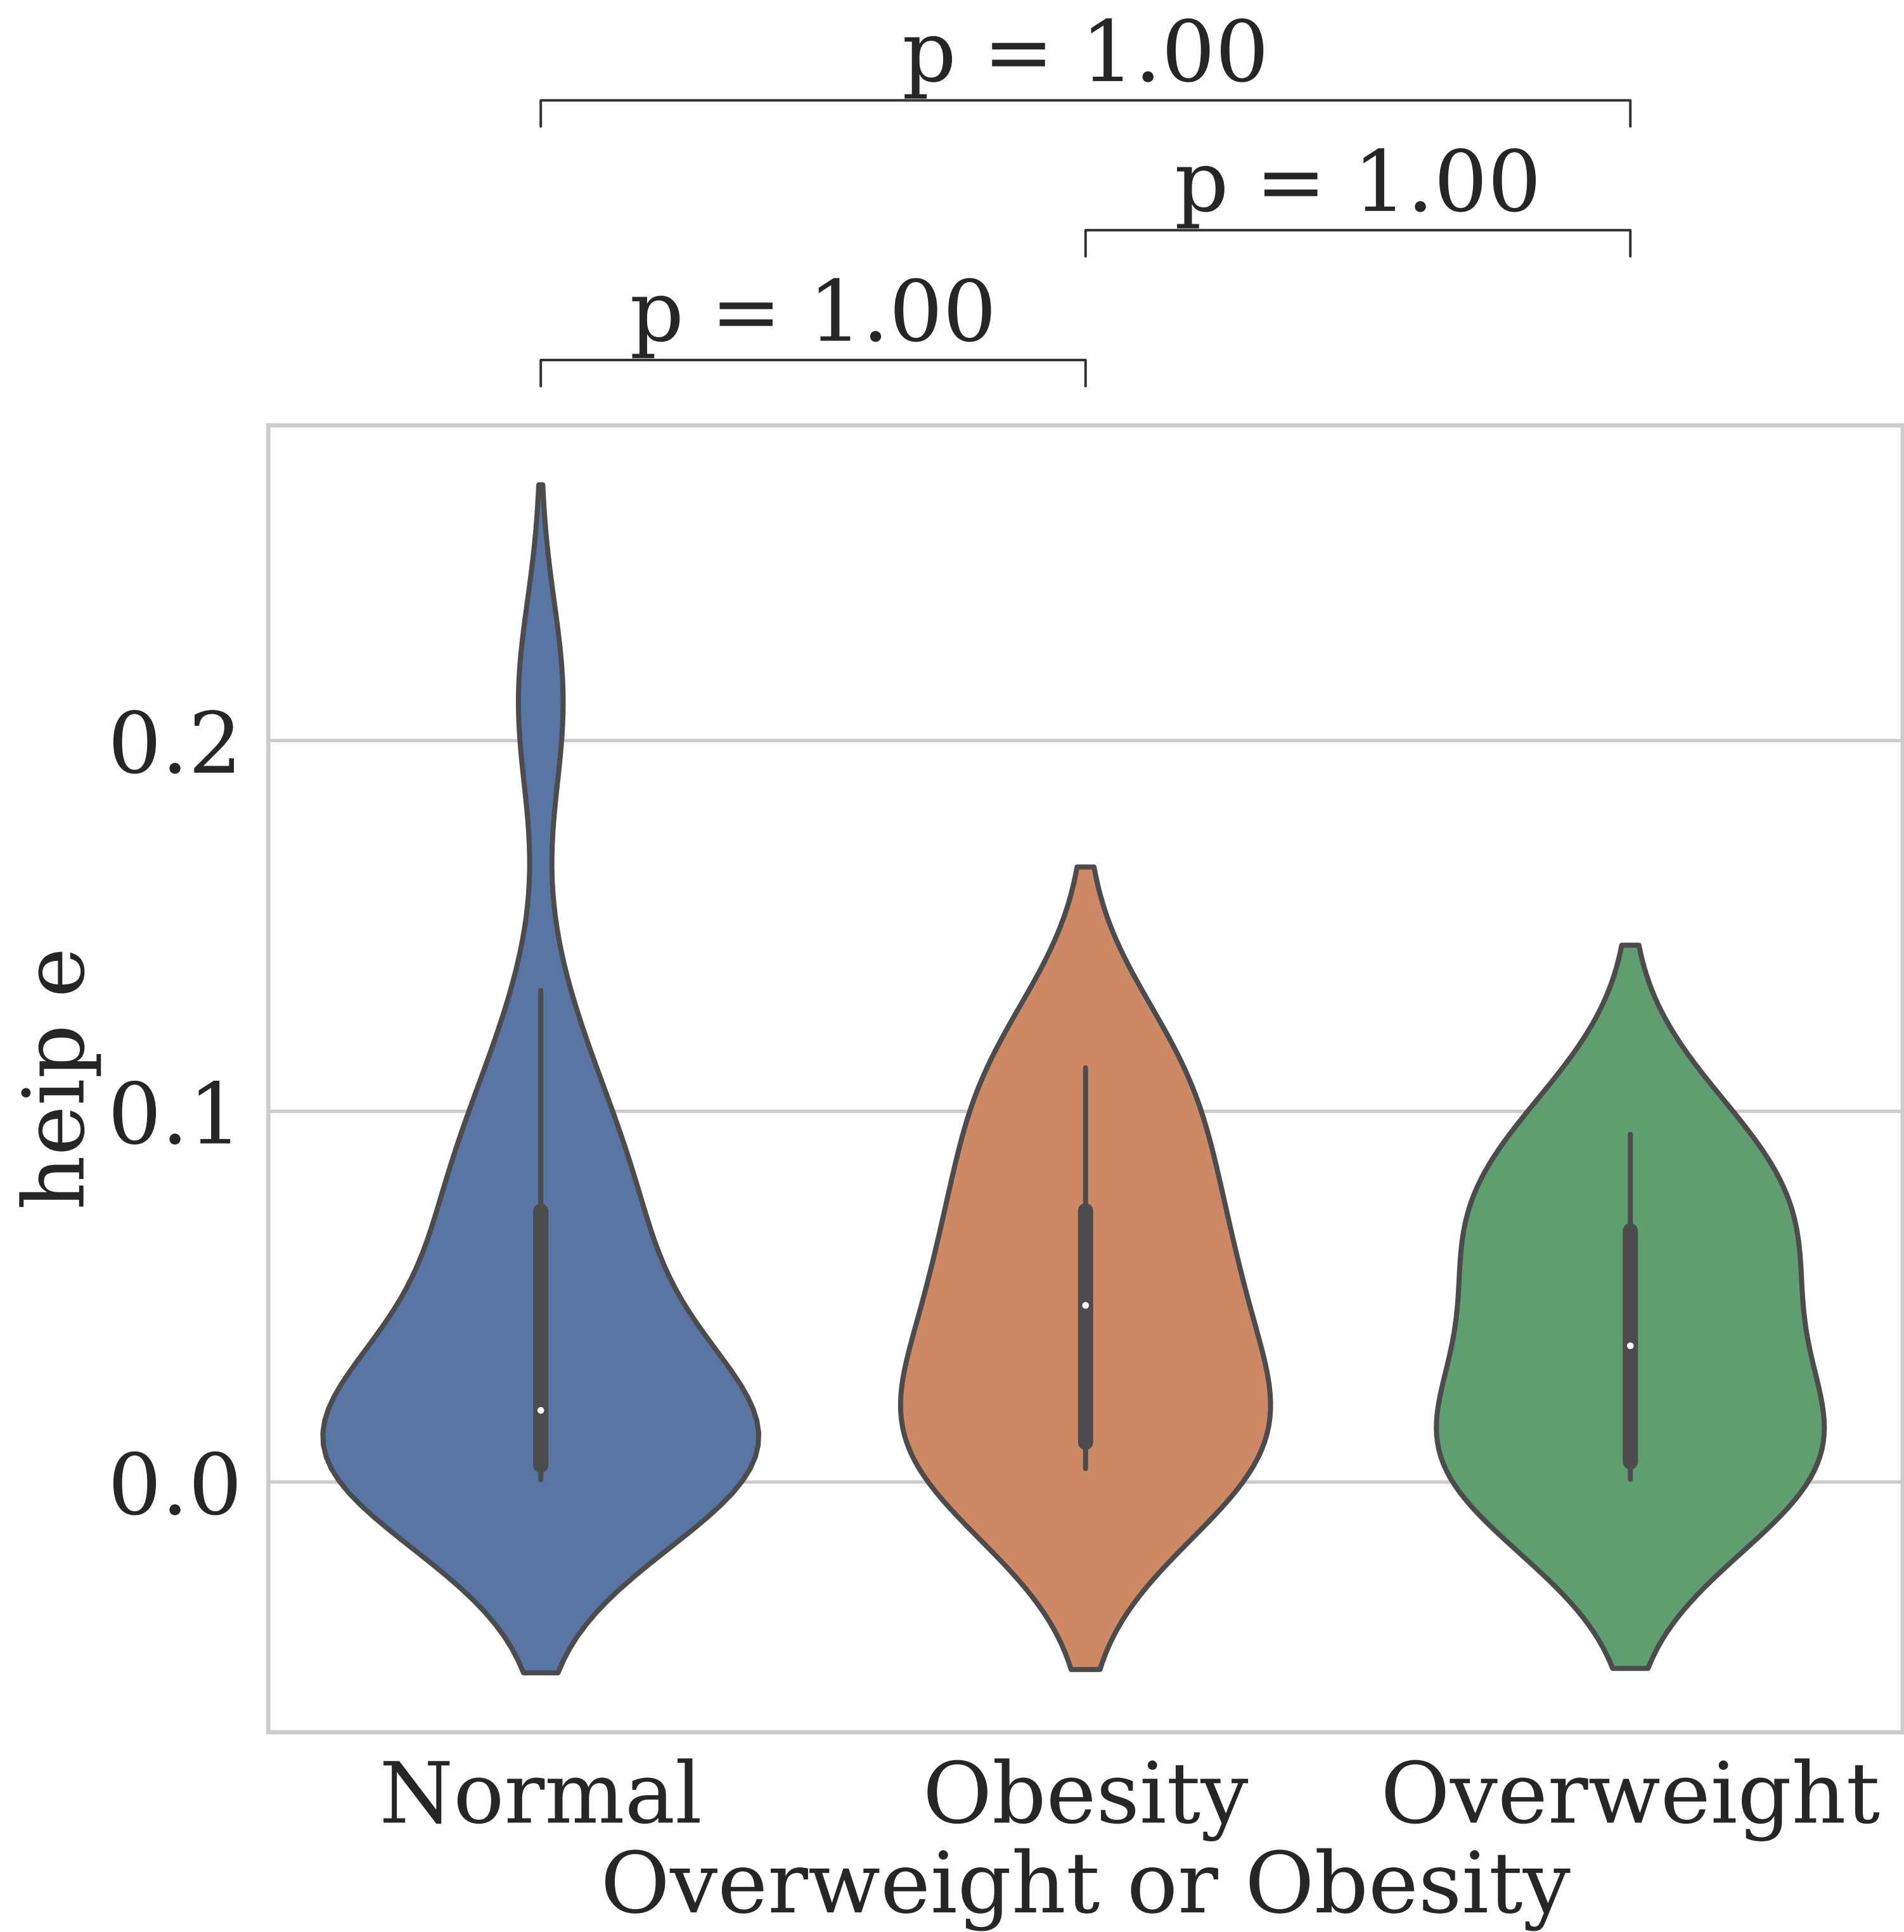 p = 1.00
p = 1.00
p = 1.00
0.2
0.1
0.0
heip e
Normal
Obesity
Overweight
Overweight or Obesity